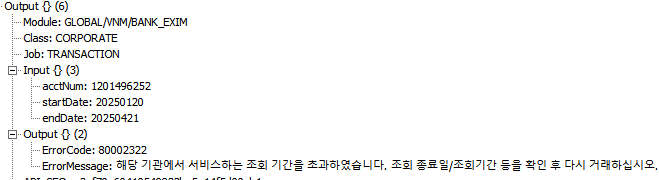 Output {} (6)
Module: GLOBAL/VNM/BANK_EXIM
Class: CORPORATE
Job: TRANSACTION
Input {} (3)
acctNum: 1201496252
startDate: 20250120
endDate: 20250421
Output {} (2)
ErrorCode: 80002322
ErrorMessage: 해당 기관에서 서비스하는 조회 기간을 초과하였습니다. 조회 종료일/조회기간 등을 확인 후 다시 거래하십시오.